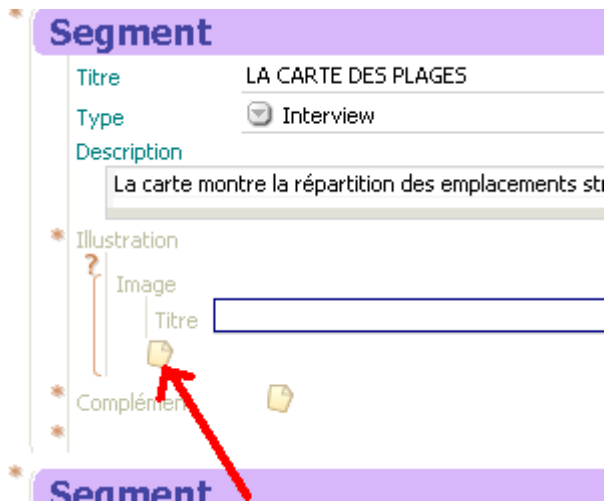 Segment
Titre LA CARTE DES PLAGES
Type Interview
Description
La carte montre la répartition des emplacements
* Illustration
?
Image
Titre
* Complément
*
* Segment